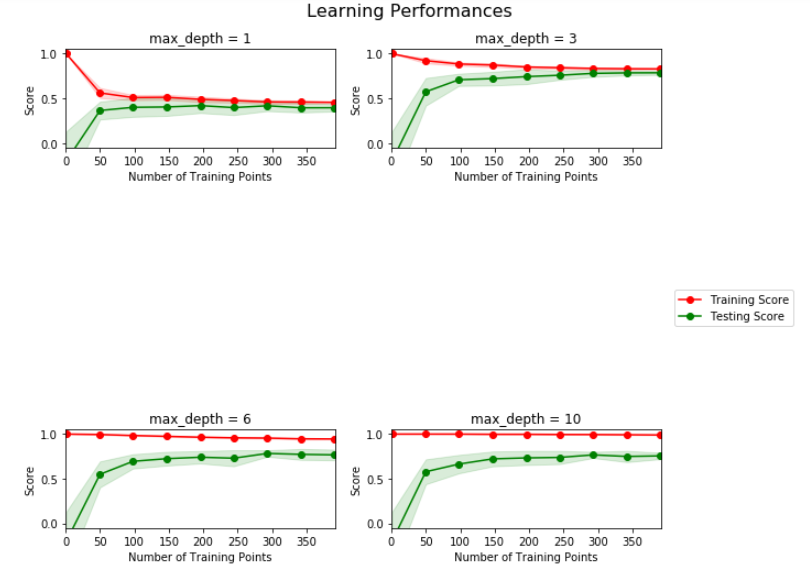 Learning Performances
max_depth = 1
1.0
0.5
0.0
Score
0 50 100 150 200 250 300 350
Number of Training Points
max_depth = 3
1.0
0.5
0.0
Score
0 50 100 150 200 250 300 350
Number of Training Points
Training Score
Testing Score
max_depth = 6
1.0
0.5
0.0
Score
0 50 100 150 200 250 300 350
Number of Training Points
max_depth = 10
1.0
0.5
0.0
Score
0 50 100 150 200 250 300 350
Number of Training Points